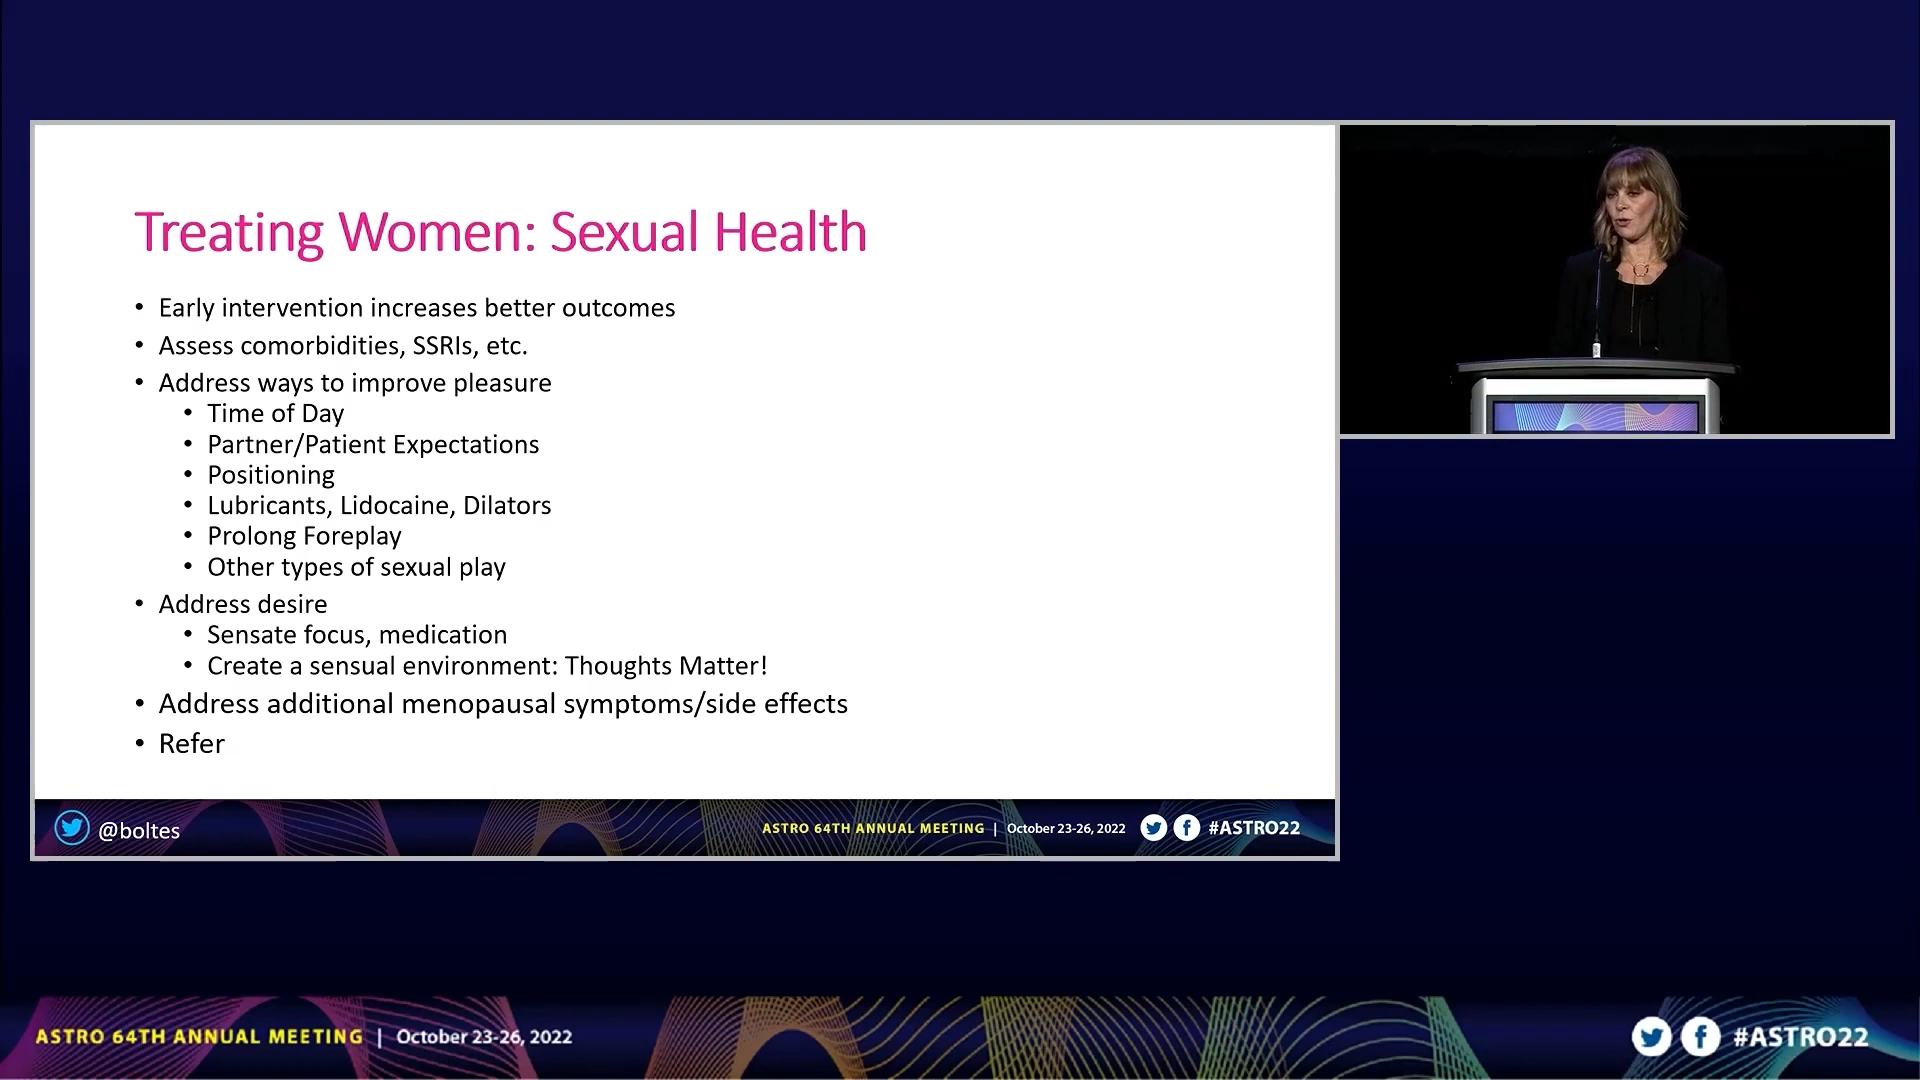 Treating Women: Sexual Health
• Early intervention increases better outcomes
• Assess comorbidities, SSRIs, etc.
• Address ways to improve pleasure
• Time of Day
• Partner/Patient Expectations
• Positioning
• Lubricants, Lidocaine, Dilators
• Prolong Foreplay
• Other types of sexual play
• Address desire
• Sensate focus, medication
• Create a sensual environment: Thoughts Matter!
• Address additional menopausal symptoms/side effects
• Refer
@boltes
ASTRO 64TH ANNUAL MEETING | October 23-26, 2022 #ASTRO22
ASTRO 64TH ANNUAL MEETING | October 23-26, 2022 #ASTRO22